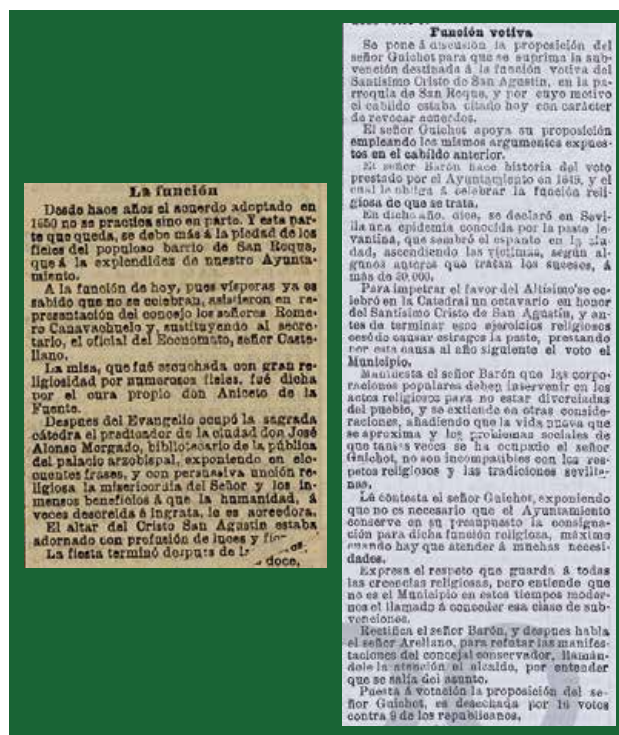 La función
Desde hace años el acuerdo adoptado en
1650 no se practica sino en parte. Y esta par-
te que queda, se debe más á la piedad de los
fieles del populoso barrio de San Roque,
que á la explendidez de nuestro Ayunta-
miento.
A la función de hoy, pues vísperas ya es
sabido que no se celebran, asistieron en re-
presentación del concejo los señores Rome-
ro Canavachuelo y, sustituyendo al secre-
tario, el oficial del Economato, señor Caste-
llano.
La misa, que fué escuchada con gran re-
ligiosidad por numerosos fieles, fué dicha
por el cura propio don Aniceto de la
Fuente.
Despues del Evangelio ocupó la sagrada
cátedra el predicador de la ciudad don José
Alonso Morgado, bibliotecario de la pública
del palacio arzobispal, exponiendo en elo-
cuentes frases, y con persuasiva unción re-
ligiosa la misericordia del Señor y los in-
mensos beneficios á que la humanidad, á
veces descreida é ingrata, le es acreedora.
El altar del Cristo San Agustin estaba
adornado con profusión de luces y
La fiesta terminó despues de
doce.
Función votiva
Se pone á discusión la proposición del
señor Guichot para que se suprima la sub-
vención destinada á la función votiva del
Santísimo Cristo de San Agustín, en la pa-
rroquia de San Roque, y por cuyo motivo
el cabildo estaba citado hoy con carácter
de revocar acuerdos.
El señor Guichot apoya su proposición
empleando los mismos argumentos expues-
tos en el cabildo anterior.
El señor Barón hace historia del voto
prestado por el Ayuntamiento en 1649, y el
cual le obliga á celebrar la función reli-
giosa de que se trata.
En dicho año, dice, se declaró en Sevi-
lla una epidemia conocida por la peste le-
vantina, que sembró el espanto en la ciu-
dad, ascendiendo las víctimas, según al-
gunos autores que tratan los sucesos, á
más de 30.000.
Para impetrar el favor del Altísimo se ce-
lebró en la Catedral un octavario en honor
del Santísimo Cristo de San Agustín, y an-
tes de terminar esos ejercicios religiosos
cesó de causar estragos la peste, prestando
por esta causa al año siguiente el voto el
Municipio.
Manifiesta el señor Barón que las corpo-
raciones populares deben intervenir en los
actos religiosos para no estar divorciadas
del pueblo, y se extiende en otras conside-
raciones, añadiendo que la vida nueva que
se aproxima y los problemas sociales de
que tantas veces se ha ocupado el señor
Guichot, no son incompatibles con los res-
petos religiosos y las tradiciones sevilla-
nas.
Le contesta el señor Guichot, exponiendo
que no es necesario que el Ayuntamiento
conserve en su presupuesto la consigna-
ción para dicha función religiosa, máxime
cuando hay que atender á muchas necesi-
dades.
Expresa el respeto que guarda á todas
las creencias religiosas, pero entiende que
no es el Municipio en estos tiempos moder-
nos el llamado á conceder esa clase de sub-
venciones.
Rectifica el señor Barón, y despues habla
el señor Arellano, para refutar las manifes-
taciones del concejal conservador, llamán-
dole la atención el alcalde, por entender
que se salía del asunto.
Puesta á votación la proposición del se-
ñor Guichot, es desechada por 16 votos
contra 9 de los republicanos.